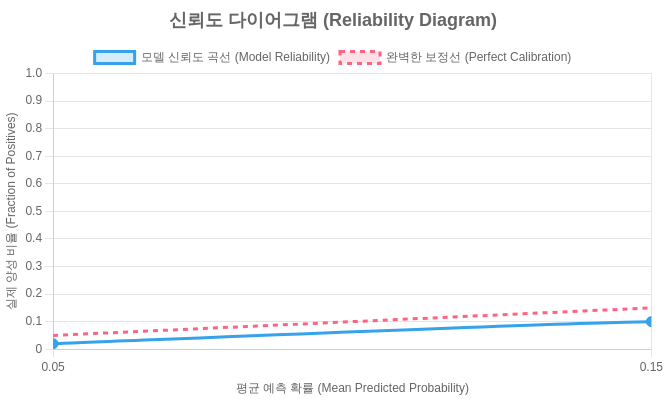 신뢰도 다이어그램 (Reliability Diagram)
모델 신뢰도 곡선 (Model Reliability)
완벽한 보정선 (Perfect Calibration)
실제 양성 비율 (Fraction of Positives)
1.0
0.9
0.8
0.7
0.6
0.5
0.4
0.3
0.2
0.1
0
0.05
0.15
평균 예측 확률 (Mean Predicted Probability)